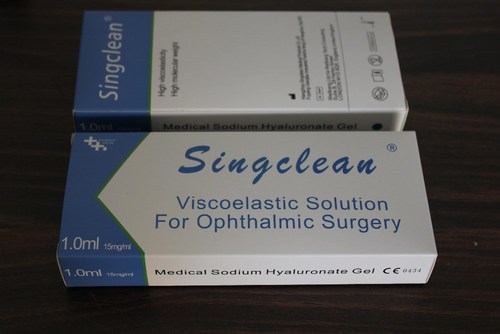 Singclean®
High viscoelasticity
High molecular weight
1.0ml
Medical Sodium Hyaluronate Gel
Singclean®
Viscoelastic Solution
For Ophthalmic Surgery
1.0ml 15mg/ml
1.0ml 15mg/ml
Medical Sodium Hyaluronate Gel CE 0434